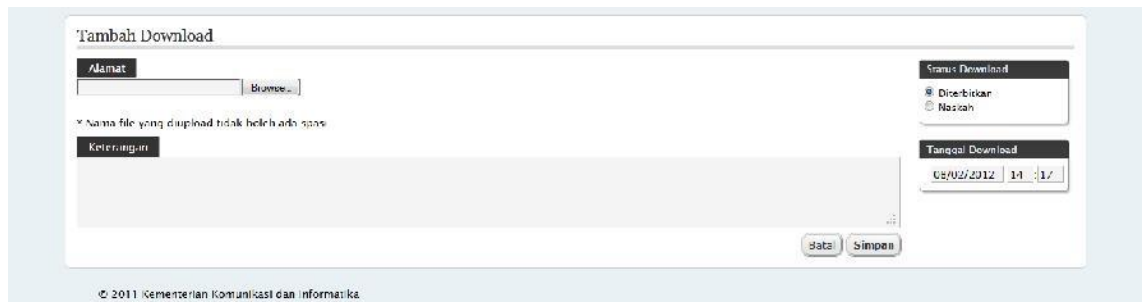 Tambah Download
Alamat
Browse...
* Nama file yang diupload tidak boleh ada spasi
Keterangan
Batal Simpan
Status Download
Diterbitkan
Naskah
Tanggal Download
08/02/2012 14 : 17
© 2011 Kementerian Komunikasi dan Informatika